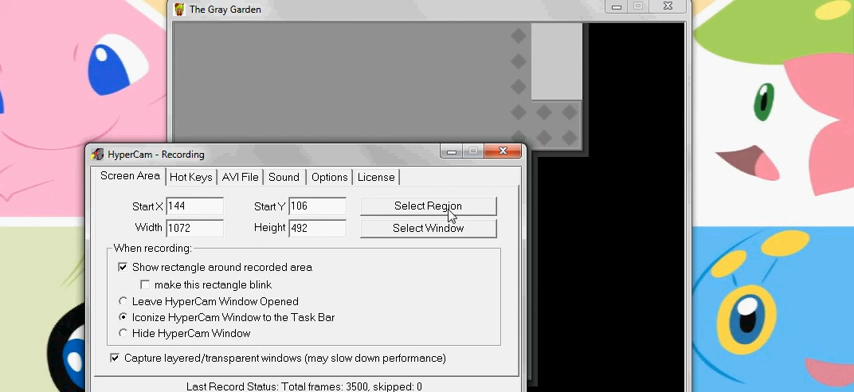 The Gray Garden
HyperCam - Recording
Screen Area Hot Keys AVI File Sound Options License
Start X 144 Start Y 106 Select Region
Width 1072 Height 492 Select Window
When recording:
Show rectangle around recorded area
make this rectangle blink
Leave HyperCam Window Opened
Iconize HyperCam Window to the Task Bar
Hide HyperCam Window
Capture layered/transparent windows (may slow down performance)
Last Record Status: Total frames: 3500, skipped: 0